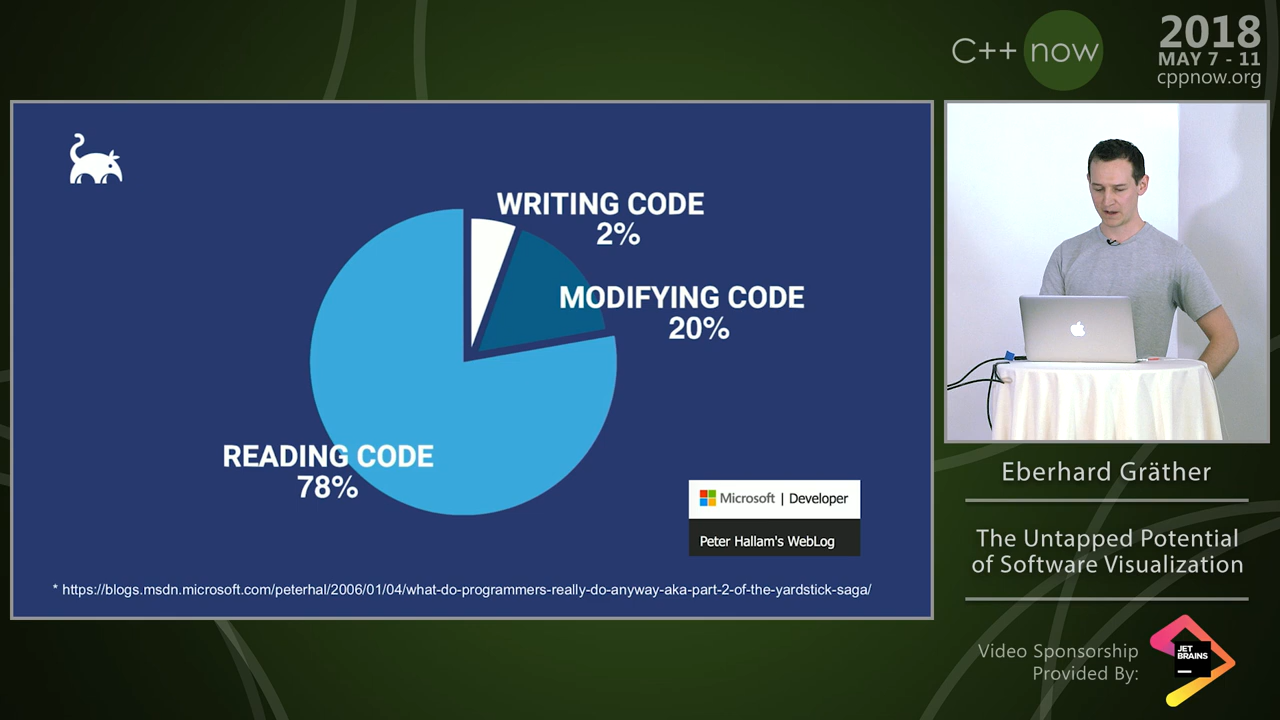 C++ now
2018
MAY 7 - 11
cppnow.org
WRITING CODE
2%
MODIFYING CODE
20%
READING CODE
78%
Microsoft | Developer
Peter Hallam's WebLog
* https://blogs.msdn.microsoft.com/peterhal/2006/01/04/what-do-programmers-really-do-anyway-aka-part-2-of-the-yardstick-saga/
Eberhard Gräther
The Untapped Potential
of Software Visualization
Video Sponsorship
Provided By:
JET
BRAINS